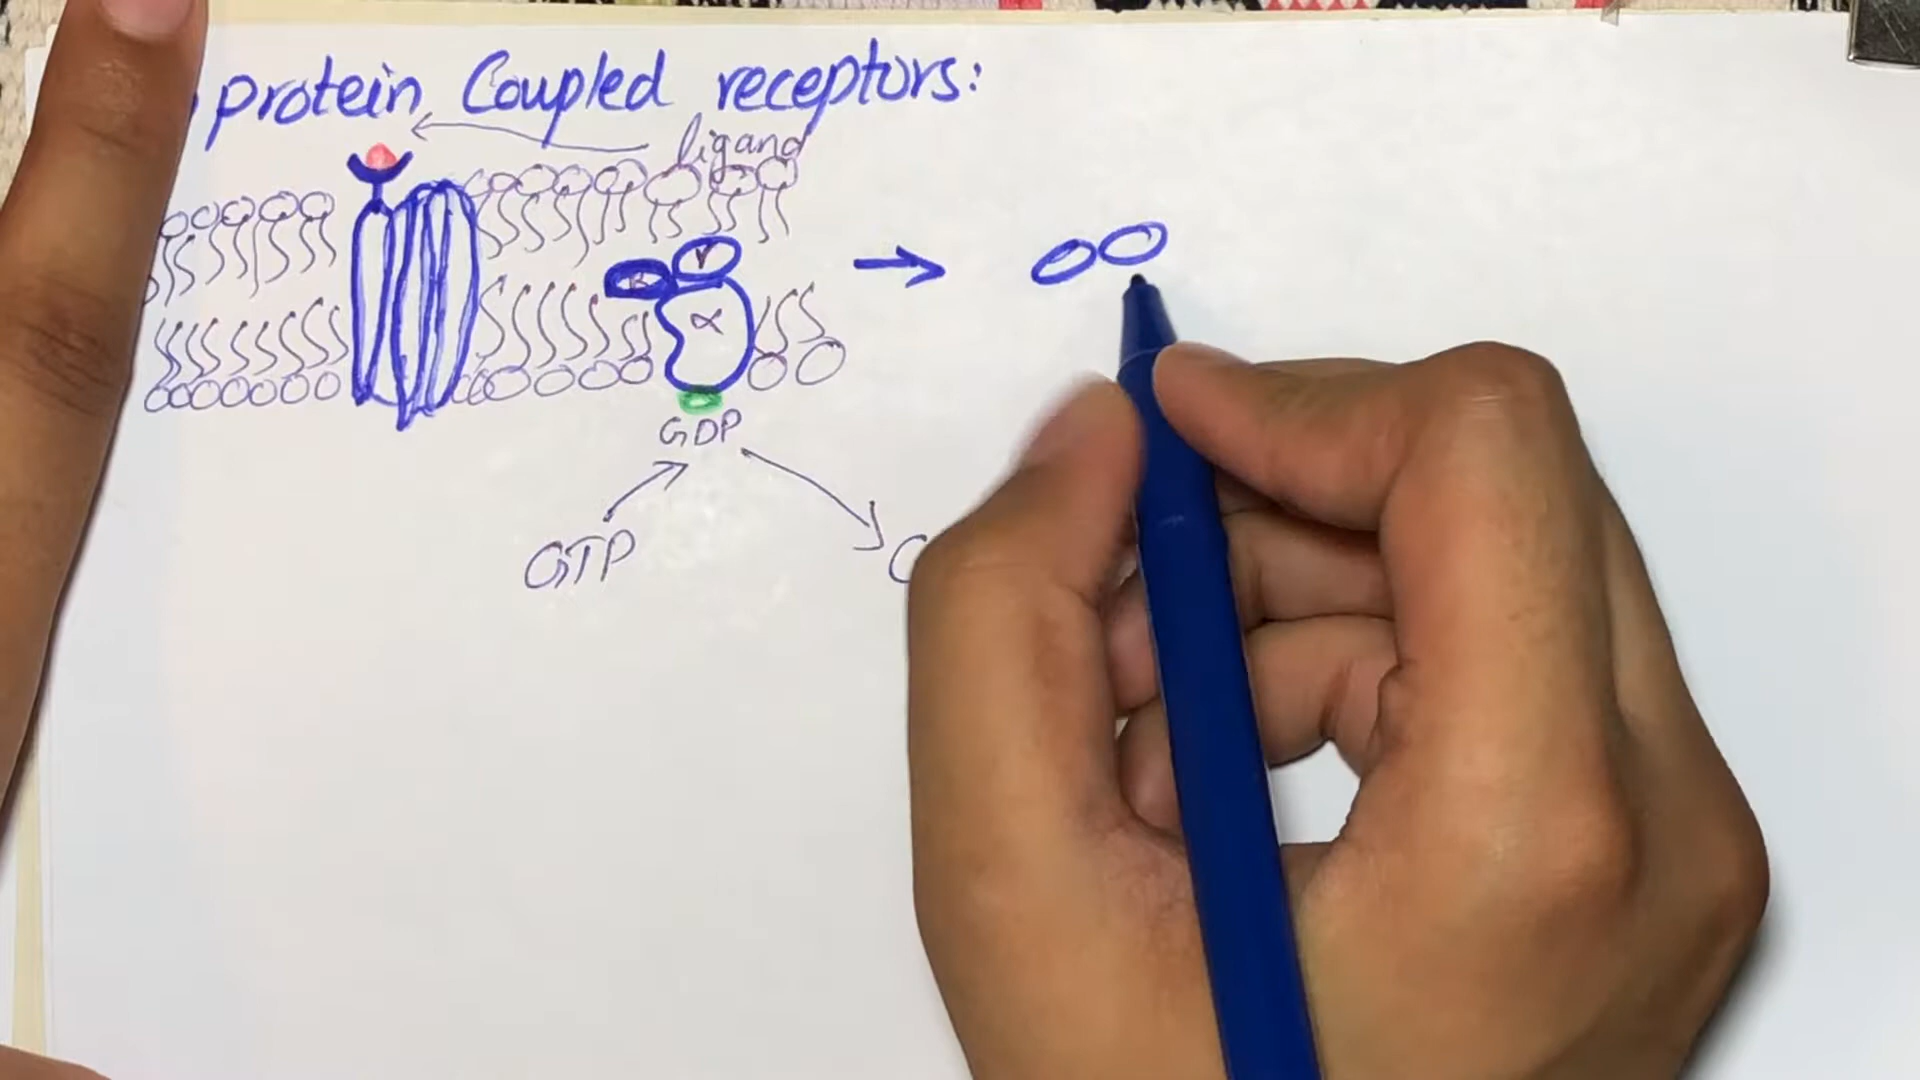 protein Coupled receptors:
ligand
γ
α
GDP
GTP